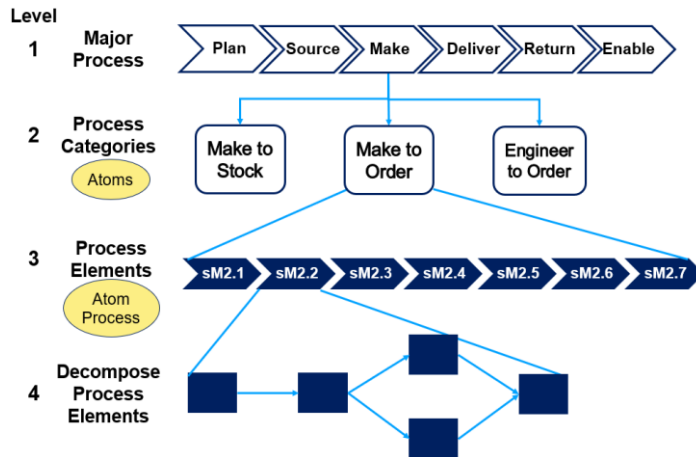 Level
1
Major
Process
Plan
Source
Make
Deliver
Return
Enable
2
Process
Categories
Atoms
Make to
Stock
Make to
Order
Engineer
to Order
3
Process
Elements
Atom
Process
sM2.1
sM2.2
sM2.3
sM2.4
sM2.5
sM2.6
sM2.7
4
Decompose
Process
Elements